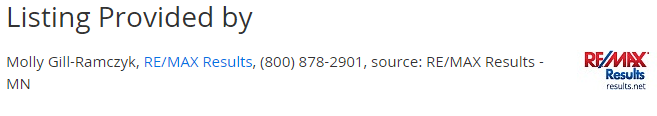 Listing Provided by
Molly Gill-Ramczyk, RE/MAX Results, (800) 878-2901, source: RE/MAX Results -
MN
RE/MAX
Results
results.net